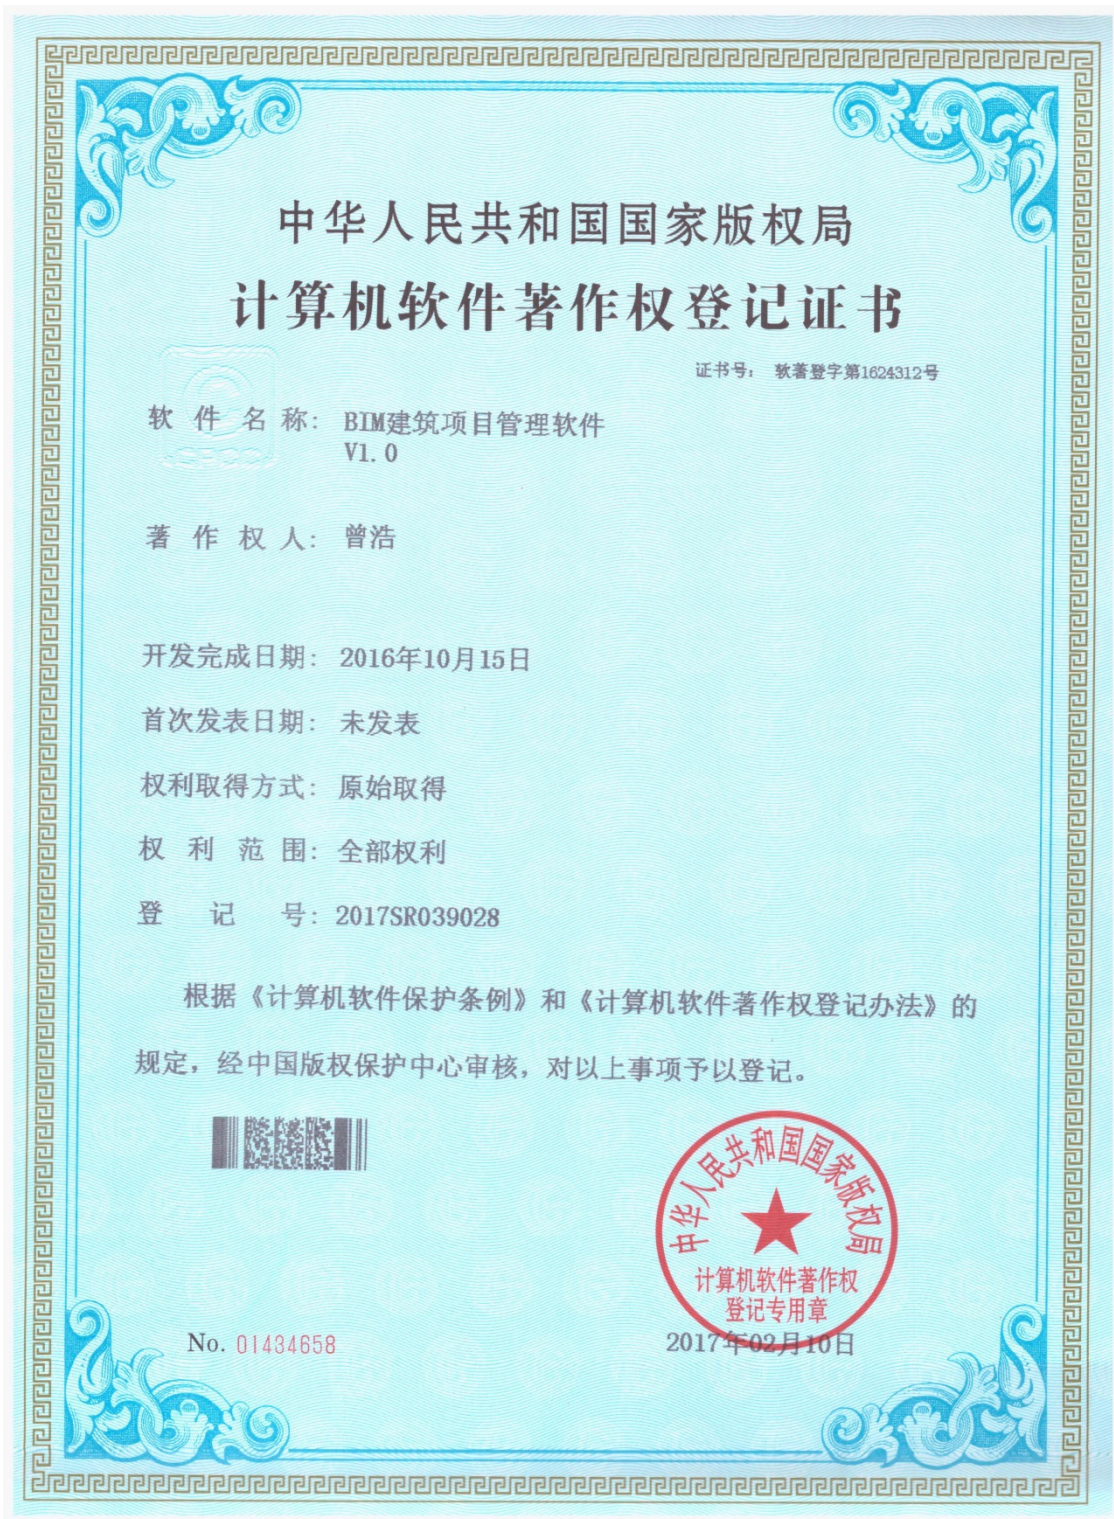 中华人民共和国国家版权局
计算机软件著作权登记证书
证书号： 软著登字第1624312号
软件名称： BIM建筑项目管理软件
V1.0
著作权人： 曾浩
开发完成日期： 2016年10月15日
首次发表日期： 未发表
权利取得方式： 原始取得
权利范围： 全部权利
登记号： 2017SR039028
根据《计算机软件保护条例》和《计算机软件著作权登记办法》的
规定，经中国版权保护中心审核，对以上事项予以登记。
中华人民共和国国家版权局
计算机软件著作权
登记专用章
No. 01434658
2017年02月10日